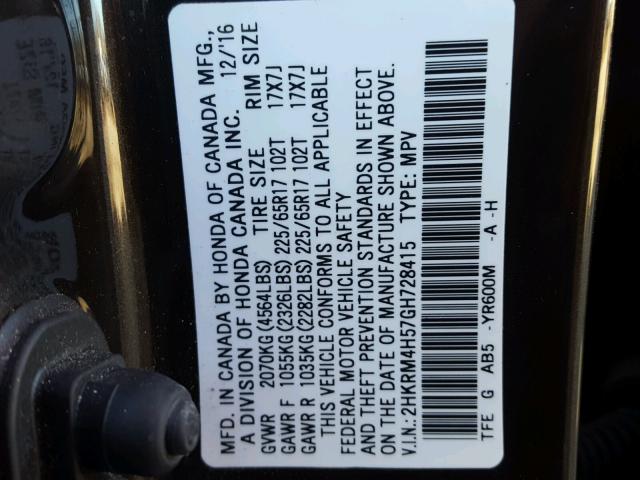 MFD. IN CANADA BY HONDA OF CANADA MFG.,
A DIVISION OF HONDA CANADA INC. 12/'16
TIRE SIZE RIM SIZE
GVWR 2070KG (4564LBS)
GAWR F 1055KG (2326LBS) 225/65R17 102T 17X7J
GAWR R 1035KG (2282LBS) 225/65R17 102T 17X7J
THIS VEHICLE CONFORMS TO ALL APPLICABLE
FEDERAL MOTOR VEHICLE SAFETY
AND THEFT PREVENTION STANDARDS IN EFFECT
ON THE DATE OF MANUFACTURE SHOWN ABOVE.
V.I.N.: 2HKRM4H57GH728415 TYPE: MPV
TFE G AB5 -YR600M -A -H